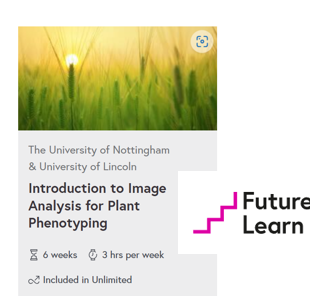 The University of Nottingham
& University of Lincoln
Introduction to Image
Analysis for Plant
Phenotyping
6 weeks 3 hrs per week
Included in Unlimited
Future
Learn